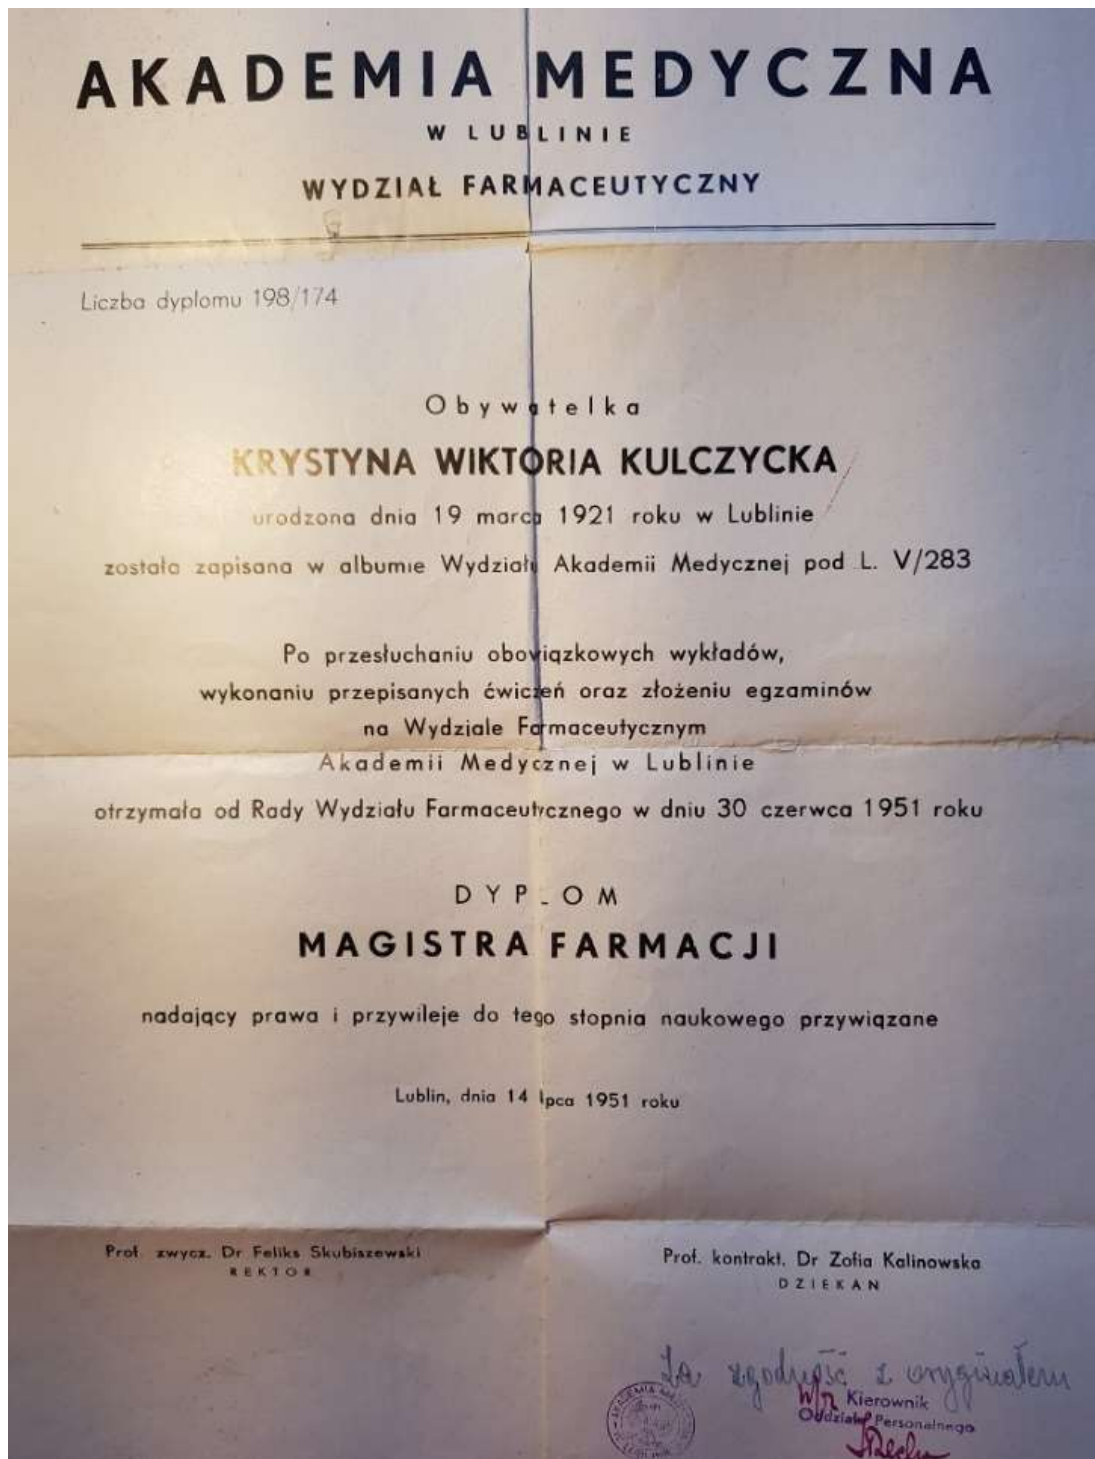 AKADEMIA MEDYCZNA
W LUBLINIE
WYDZIAŁ FARMACEUTYCZNY
Liczba dyplomu 198/174
Obywatelka
KRYSTYNA WIKTORIA KULCZYCKA
urodzona dnia 19 marca 1921 roku w Lublinie
została zapisana w albumie Wydziału Akademii Medycznej pod L. V/283
Po przesłuchaniu obowiązkowych wykładów,
wykonaniu przepisanych ćwiczeń oraz złożeniu egzaminów
na Wydziale Farmaceutycznym
Akademii Medycznej w Lublinie
otrzymała od Rady Wydziału Farmaceutycznego w dniu 30 czerwca 1951 roku
DYPLOM
MAGISTRA FARMACJI
nadający prawa i przywileje do tego stopnia naukowego przywiązane
Lublin, dnia 14 lipca 1951 roku
Prof. zwycz. Dr Feliks Skubiszewski
REKTOR
Prof. kontrakt. Dr Zofia Kalinowska
DZIEKAN
Za zgodność z oryginałem
Kierownik
Oddziału Personalnego